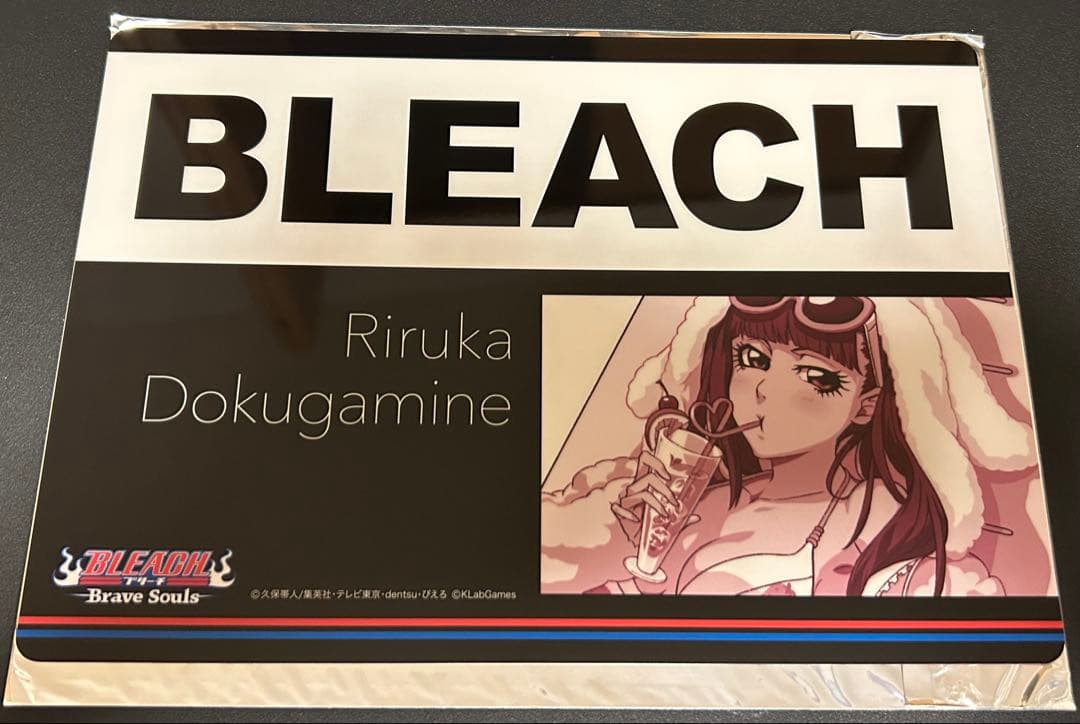 BLEACH
Riruka
Dokugamine
BLEACH
ブリーチ
Brave Souls
©久保帯人/集英社・テレビ東京・dentsu・ぴえろ ©KLabGames